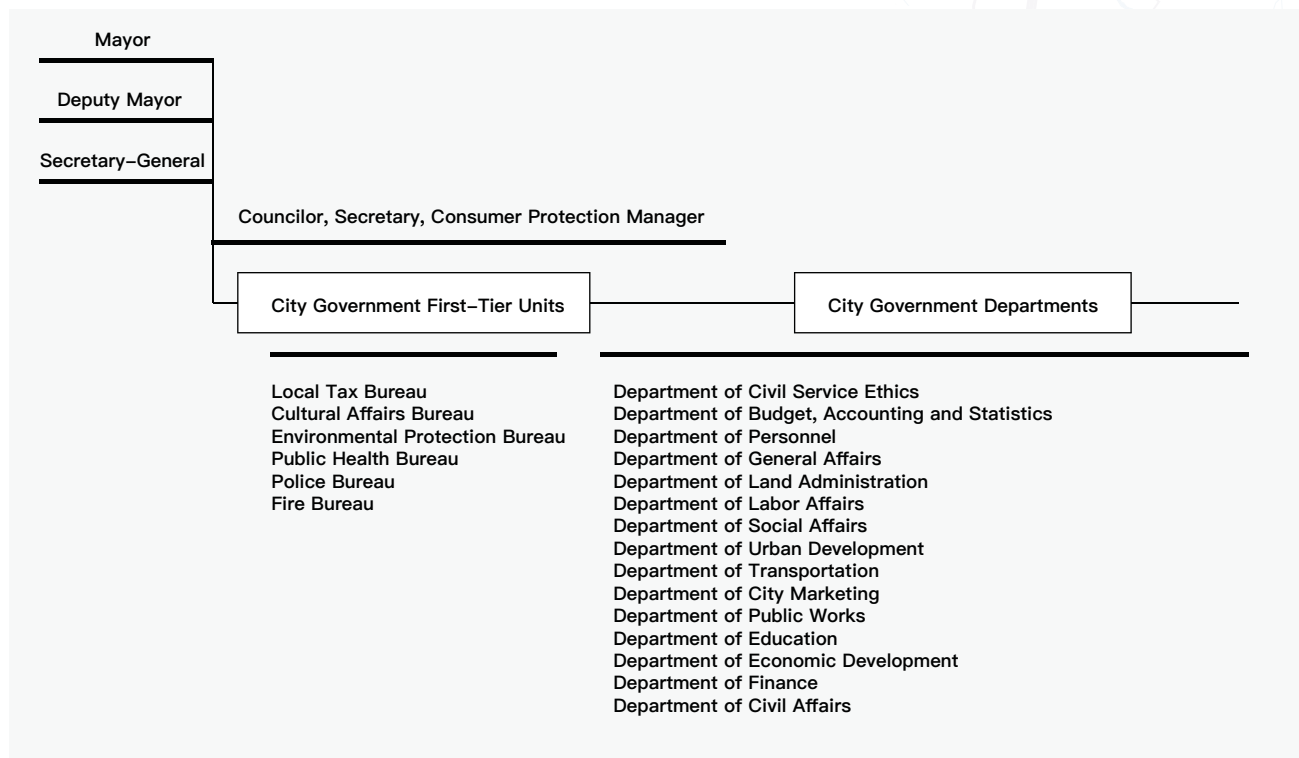 Mayor
Deputy Mayor
Secretary–General
Councilor, Secretary, Consumer Protection Manager
City Government First–Tier Units
City Government Departments
Local Tax Bureau
Cultural Affairs Bureau
Environmental Protection Bureau
Public Health Bureau
Police Bureau
Fire Bureau
Department of Civil Service Ethics
Department of Budget, Accounting and Statistics
Department of Personnel
Department of General Affairs
Department of Land Administration
Department of Labor Affairs
Department of Social Affairs
Department of Urban Development
Department of Transportation
Department of City Marketing
Department of Public Works
Department of Education
Department of Economic Development
Department of Finance
Department of Civil Affairs